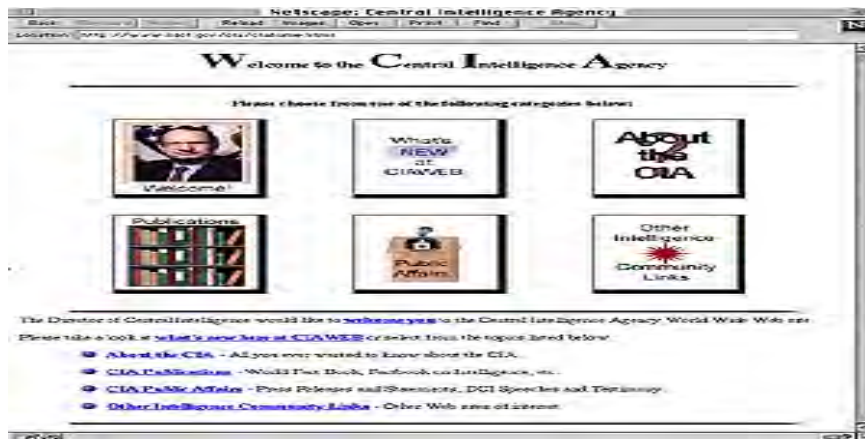 Netscape: Central Intelligence Agency
Back Reload Images Open Print Find
Location:
Welcome to the Central Intelligence Agency
Please choose from one of the following categories below:
Welcome!
What's
NEW
at
CIAWEB
About
the
CIA
?
Publications
Public
Affairs
Other
Intelligence
Community
Links
The Director of Central Intelligence would like to welcome you to the Central Intelligence Agency World Wide Web site.
Please take a look at what's new here at CIAWEB or select from the topics listed below.
About the CIA - All you ever wanted to know about the CIA.
CIA Publications - World Fact Book, Factbook on Intelligence, etc.
CIA Public Affairs - Press Releases and Statements, DCI Speeches and Testimony.
Other Intelligence Community Links - Other Web sites of interest.